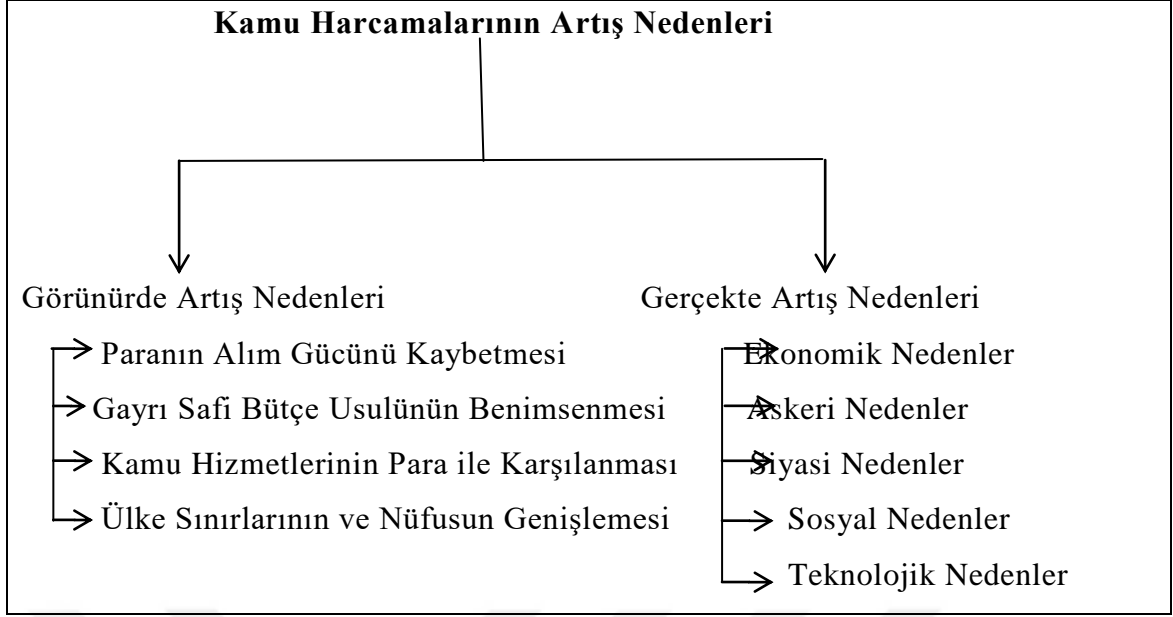 Kamu Harcamalarının Artış Nedenleri
Görünürde Artış Nedenleri
Paranın Alım Gücünü Kaybetmesi
Gayrı Safi Bütçe Usulünün Benimsenmesi
Kamu Hizmetlerinin Para ile Karşılanması
Ülke Sınırlarının ve Nüfusun Genişlemesi
Gerçekte Artış Nedenleri
Ekonomik Nedenler
Askeri Nedenler
Siyasi Nedenler
Sosyal Nedenler
Teknolojik Nedenler